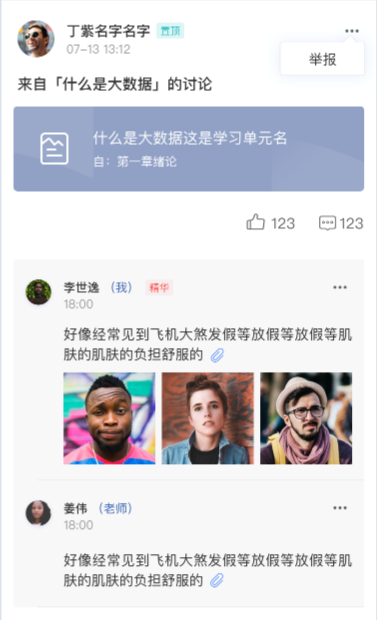 丁紫名字名字 置顶
07-13 13:12
举报
来自「什么是大数据」的讨论
什么是大数据这是学习单元名
自：第一章绪论
123 123
李世逸 （我） 精华
18:00
好像经常见到飞机大煞发假等放假等放假等肌
肤的肌肤的负担舒服的
姜伟 （老师）
18:00
好像经常见到飞机大煞发假等放假等放假等肌
肤的肌肤的负担舒服的